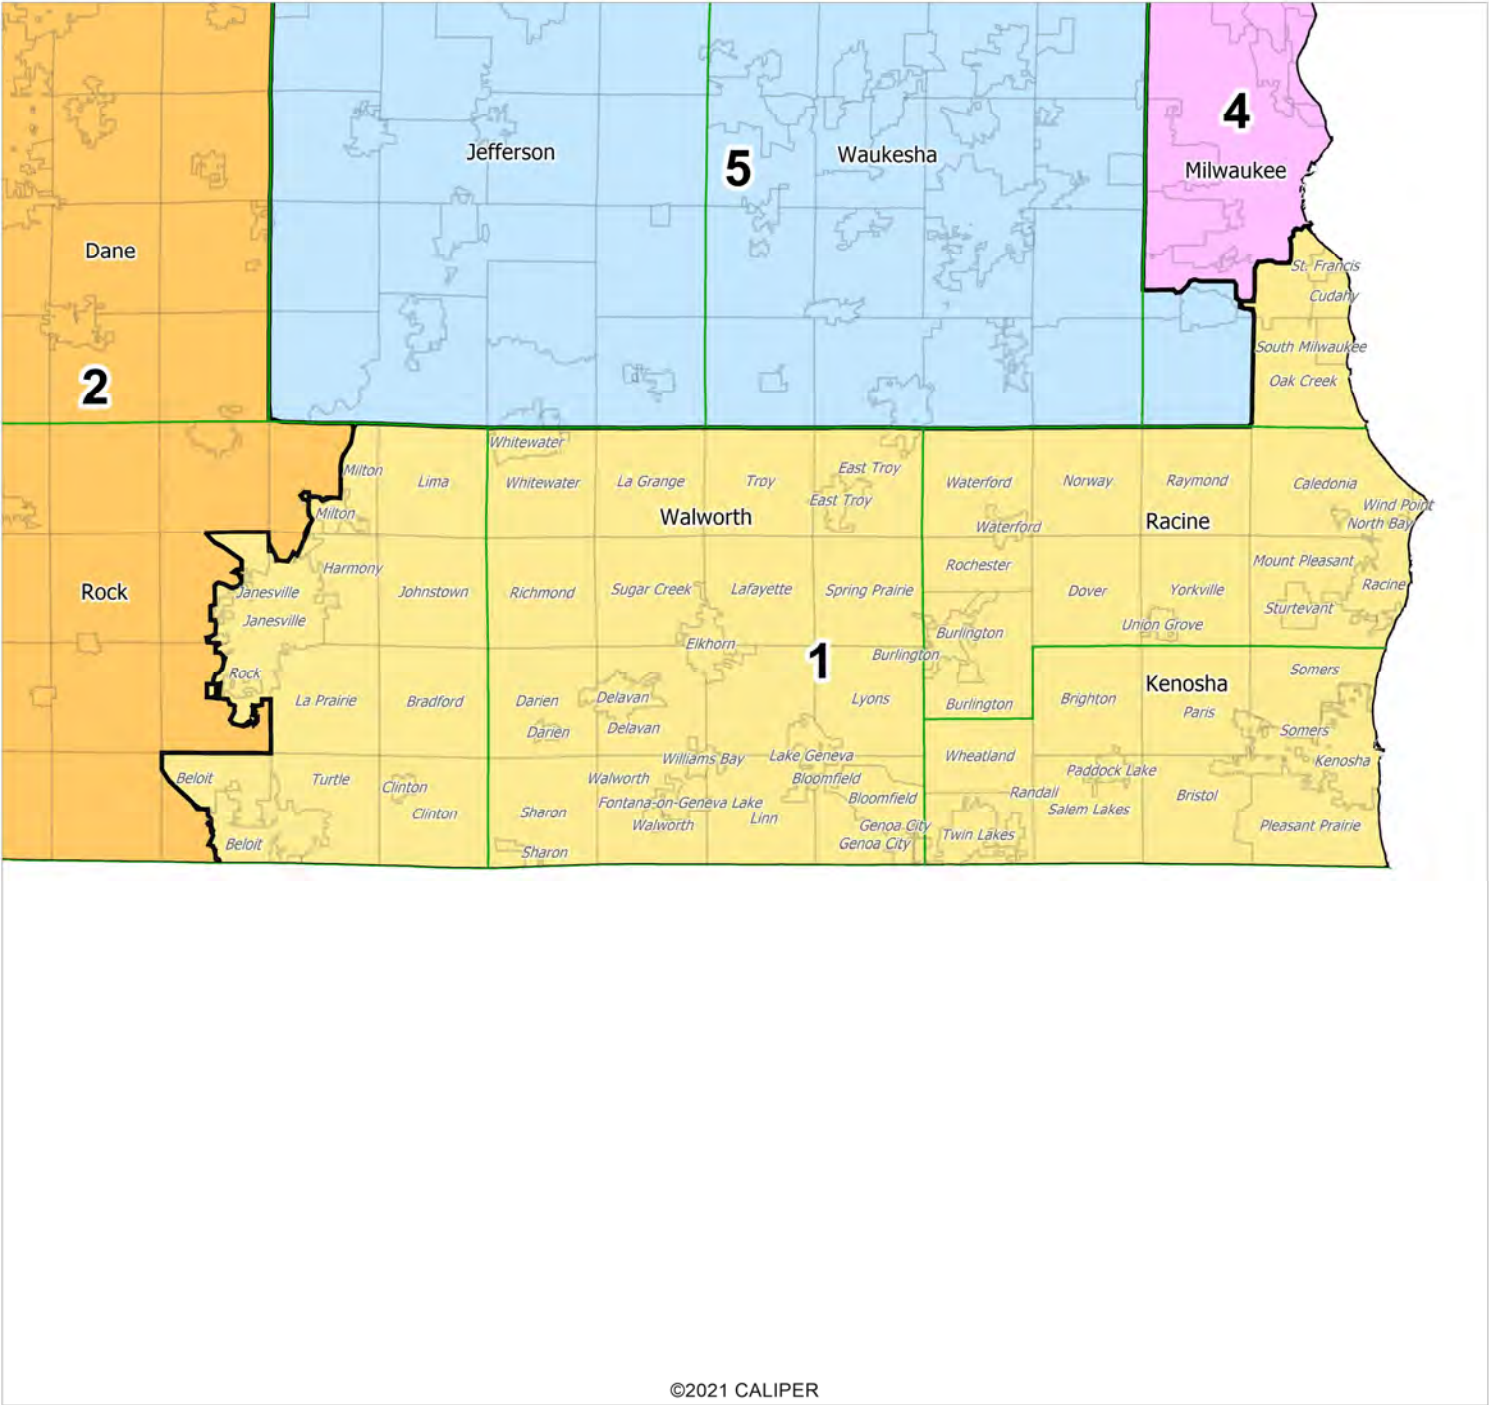 4
Jefferson
5
Waukesha
Milwaukee
Dane
St. Francis
Cudahy
South Milwaukee
Oak Creek
2
Whitewater
Milton
Lima
Whitewater
La Grange
Troy
East Troy
East Troy
Waterford
Norway
Raymond
Caledonia
Wind Point
Milton
Walworth
Waterford
Racine
North Bay
Harmony
Rochester
Mount Pleasant
Rock
Janesville
Johnstown
Richmond
Sugar Creek
Lafayette
Spring Prairie
Dover
Yorkville
Racine
Janesville
Sturtevant
Union Grove
Elkhorn
Burlington
Burlington
1
Rock
Somers
Kenosha
La Prairie
Bradford
Darien
Delavan
Lyons
Burlington
Brighton
Paris
Darien
Delavan
Somers
Williams Bay
Lake Geneva
Wheatland
Kenosha
Beloit
Turtle
Clinton
Walworth
Bloomfield
Paddock Lake
Fontana-on-Geneva Lake
Bloomfield
Randall
Salem Lakes
Bristol
Clinton
Sharon
Walworth
Linn
Genoa City
Twin Lakes
Pleasant Prairie
Beloit
Sharon
Genoa City
©2021 CALIPER